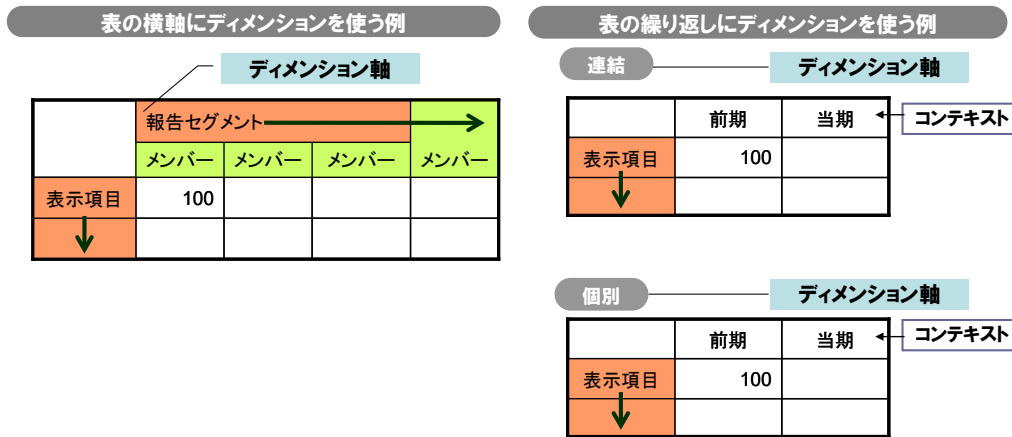 表の横軸にディメンションを使う例
ディメンション軸
報告セグメント
メンバー メンバー メンバー メンバー
表示項目 100
表の繰り返しにディメンションを使う例
連結 ディメンション軸
前期 当期 コンテキスト
表示項目 100
個別 ディメンション軸
前期 当期 コンテキスト
表示項目 100